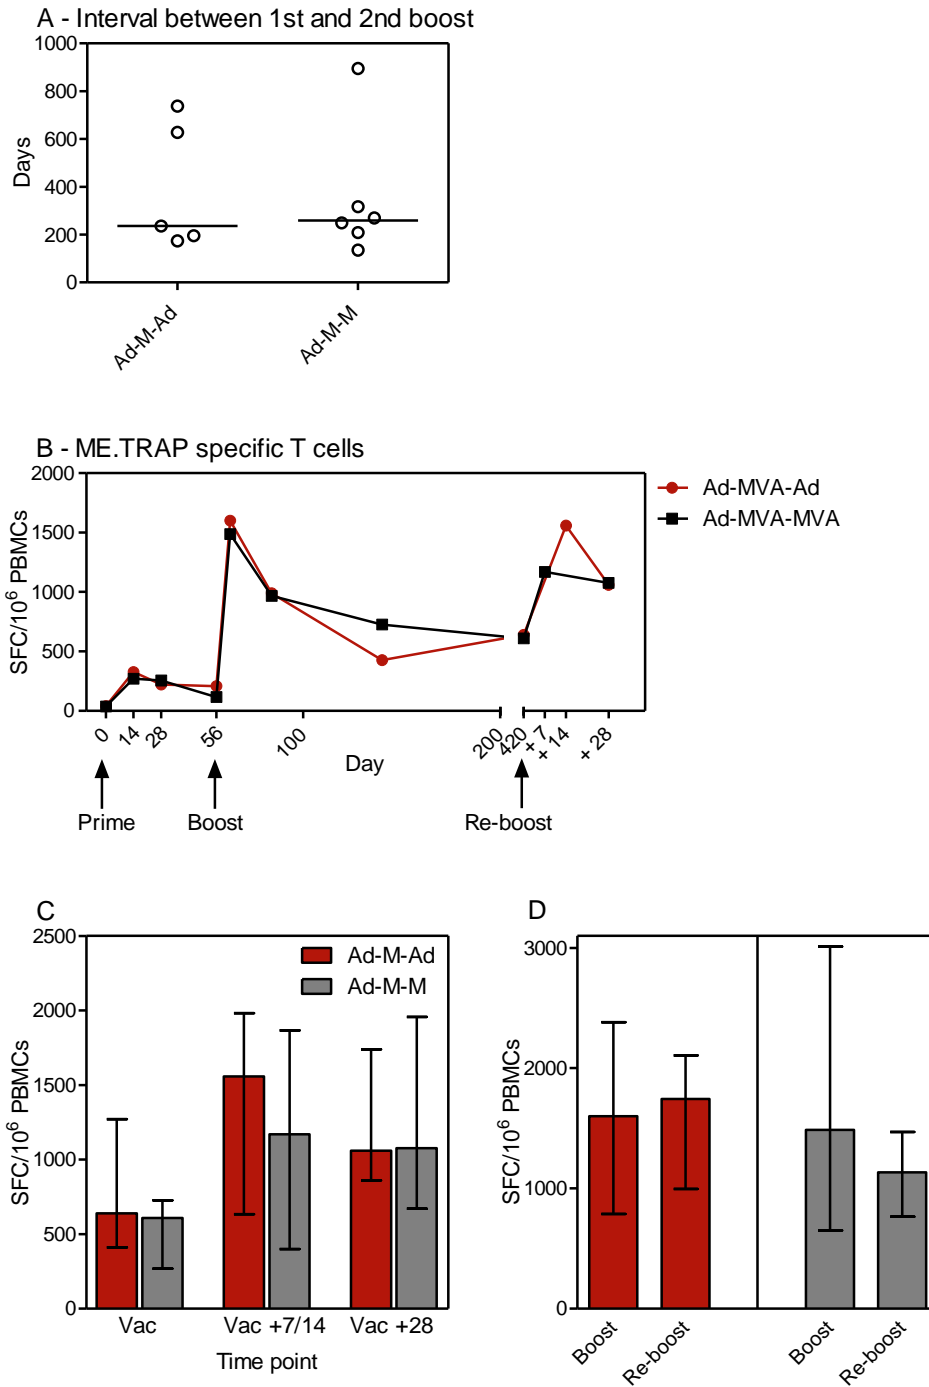 A - Interval between 1st and 2nd boost
1000
800
600
400
200
0
Days
Ad-M-Ad
Ad-M-M
B - ME.TRAP specific T cells
2000
1500
1000
500
0
SFC/10⁶ PBMCs
Ad-MVA-Ad
Ad-MVA-MVA
0
14
28
56
100
200
420
+ 7
+ 14
+ 28
Day
Prime
Boost
Re-boost
C
2500
2000
1500
1000
500
0
SFC/10⁶ PBMCs
Ad-M-Ad
Ad-M-M
Vac
Vac +7/14
Vac +28
Time point
D
3000
2000
1000
0
SFC/10⁶ PBMCs
Boost
Re-boost
Boost
Re-boost